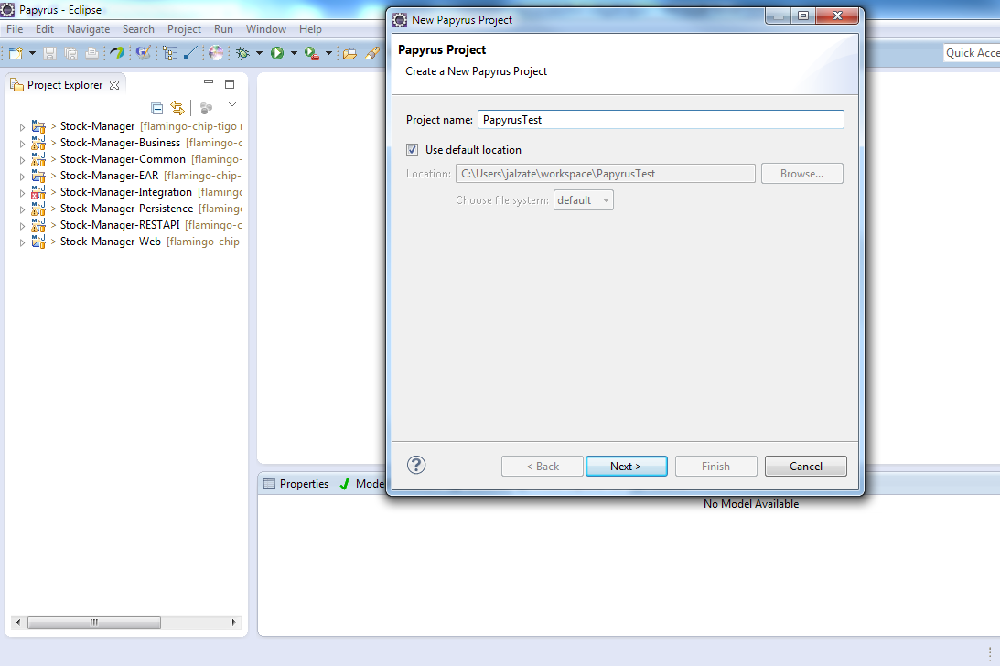 Papyrus - Eclipse
File Edit Navigate Search Project Run Window Help
Quick Acce
Project Explorer
> Stock-Manager [flamingo-chip-tigo
> Stock-Manager-Business [flamingo-c
> Stock-Manager-Common [flamingo
> Stock-Manager-EAR [flamingo-chip-
> Stock-Manager-Integration [flaming
> Stock-Manager-Persistence [flaming
> Stock-Manager-RESTAPI [flamingo-c
> Stock-Manager-Web [flamingo-chip-
New Papyrus Project
Papyrus Project
Create a New Papyrus Project
Project name: PapyrusTest
Use default location
Location: C:\Users\jalzate\workspace\PapyrusTest Browse...
Choose file system: default
? < Back Next > Finish Cancel
Properties Mode
No Model Available